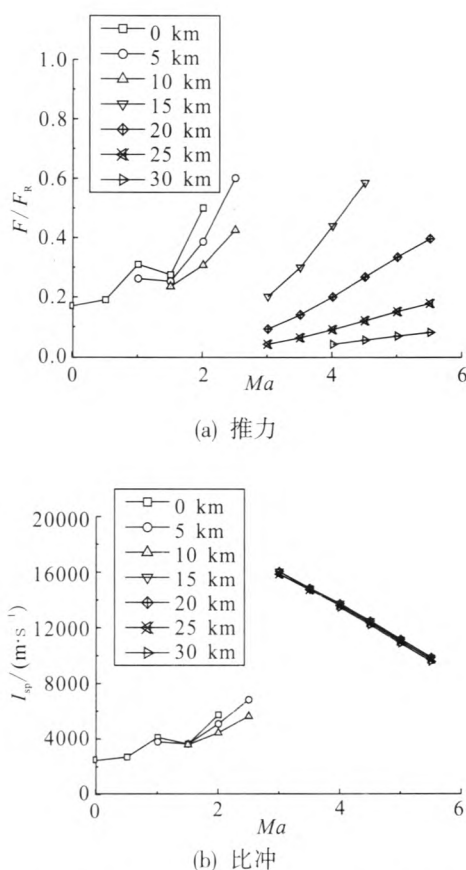 0 km
5 km
10 km
15 km
20 km
25 km
30 km
F/F_R
1.0
0.8
0.6
0.4
0.2
0.0
0 2 4 6
Ma
(a) 推力
0 km
5 km
10 km
15 km
20 km
25 km
30 km
I_sp/(m·s⁻¹)
20000
16000
12000
8000
4000
0
0 2 4 6
Ma
(b) 比冲